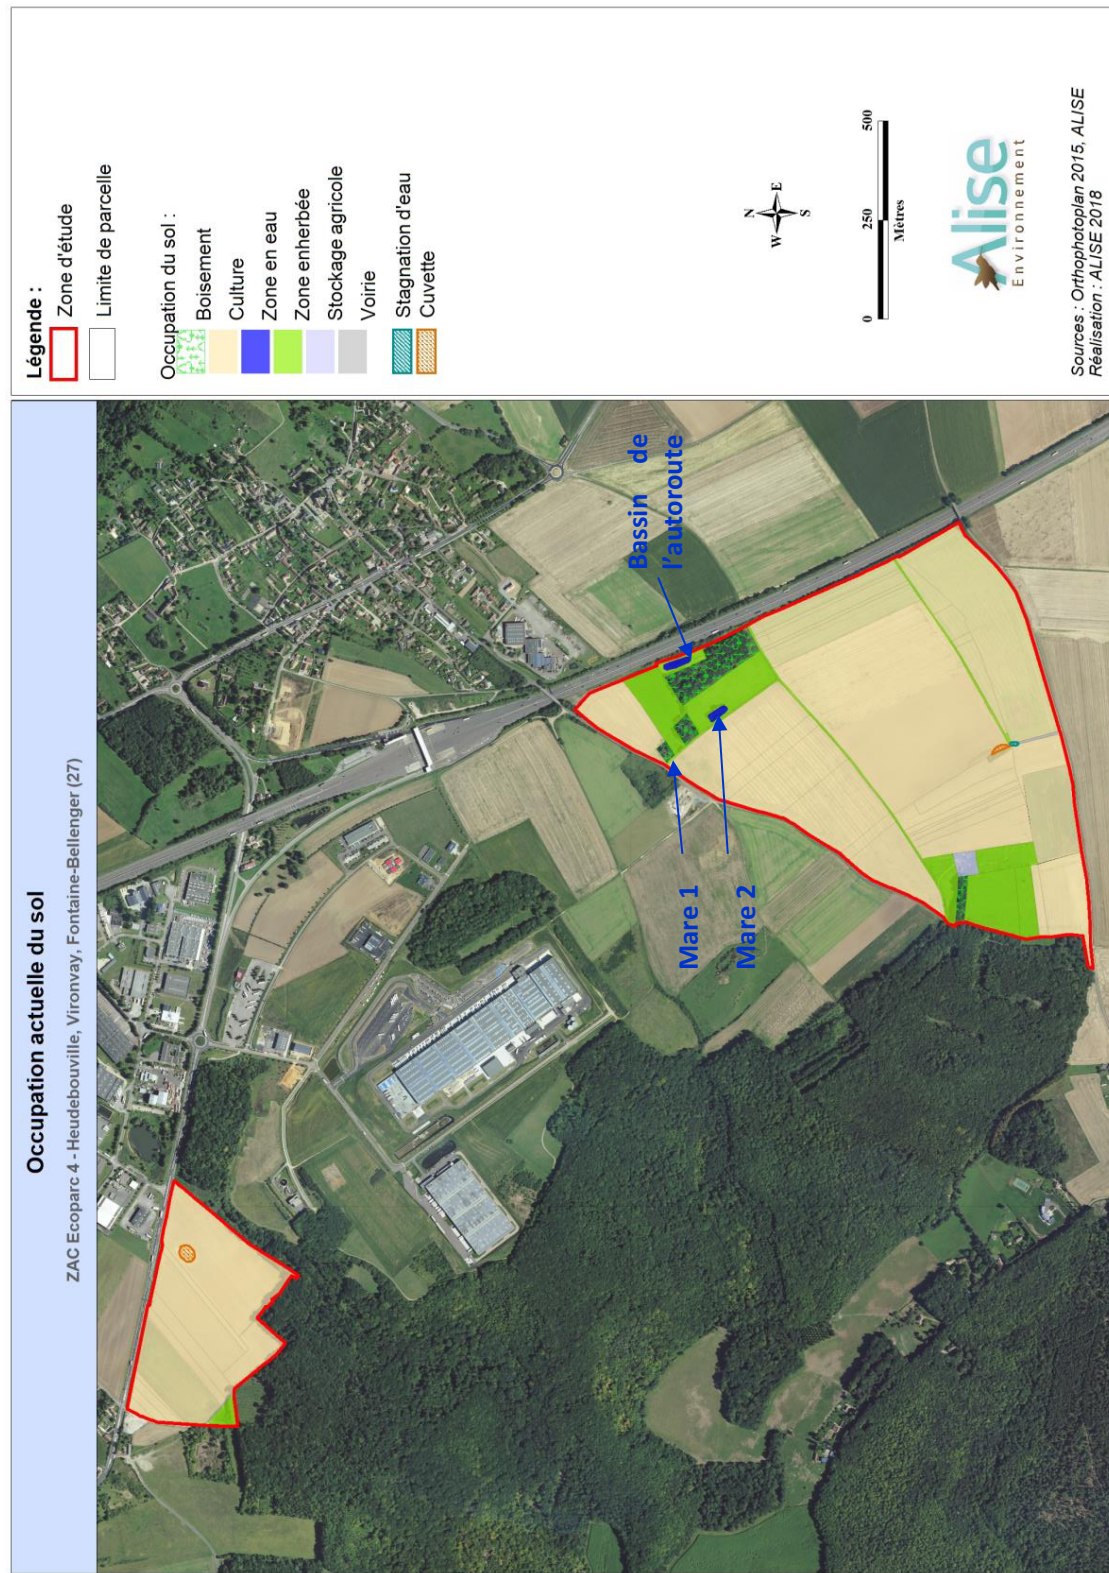 Occupation actuelle du sol
ZAC Ecoparc 4 - Heudebouville, Vironvay, Fontaine-Bellenger (27)
Mare 1
Mare 2
Bassin de
l'autoroute
Légende :
Zone d'étude
Limite de parcelle
Occupation du sol :
Boisement
Culture
Zone en eau
Zone enherbée
Stockage agricole
Voirie
Stagnation d'eau
Cuvette
N
W E
S
0 250 500
Mètres
Alise
Environnement
Sources : Orthophotoplan 2015, ALISE
Réalisation : ALISE 2018